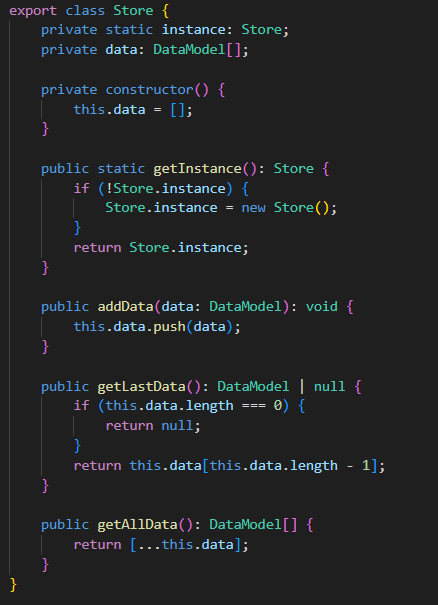 export class Store {
    private static instance: Store;
    private data: DataModel[];

    private constructor() {
        this.data = [];
    }

    public static getInstance(): Store {
        if (!Store.instance) {
            Store.instance = new Store();
        }
        return Store.instance;
    }

    public addData(data: DataModel): void {
        this.data.push(data);
    }

    public getLastData(): DataModel | null {
        if (this.data.length === 0) {
            return null;
        }
        return this.data[this.data.length - 1];
    }

    public getAllData(): DataModel[] {
        return [...this.data];
    }
}